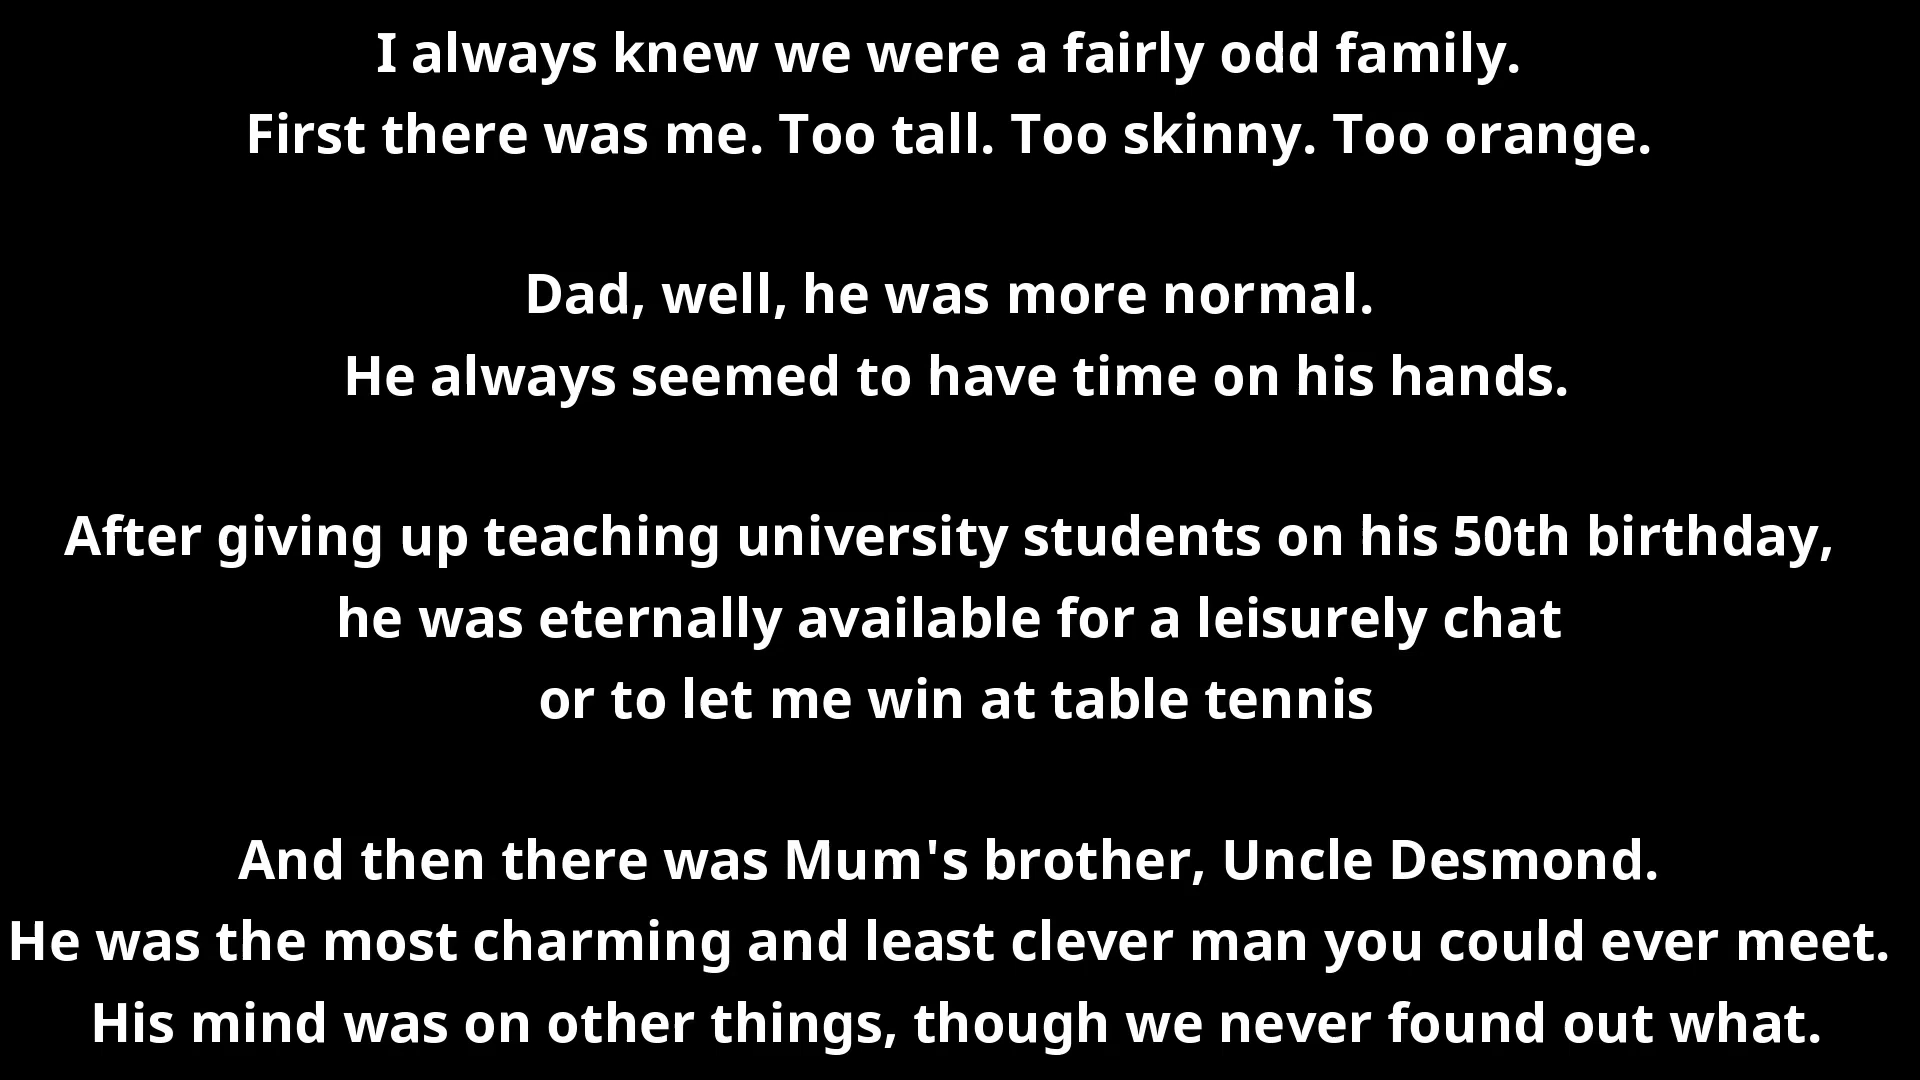 I always knew we were a fairly odd family.
First there was me. Too tall. Too skinny. Too orange.
Dad, well, he was more normal.
He always seemed to have time on his hands.
After giving up teaching university students on his 50th birthday,
he was eternally available for a leisurely chat
or to let me win at table tennis
And then there was Mum's brother, Uncle Desmond.
He was the most charming and least clever man you could ever meet.
His mind was on other things, though we never found out what.